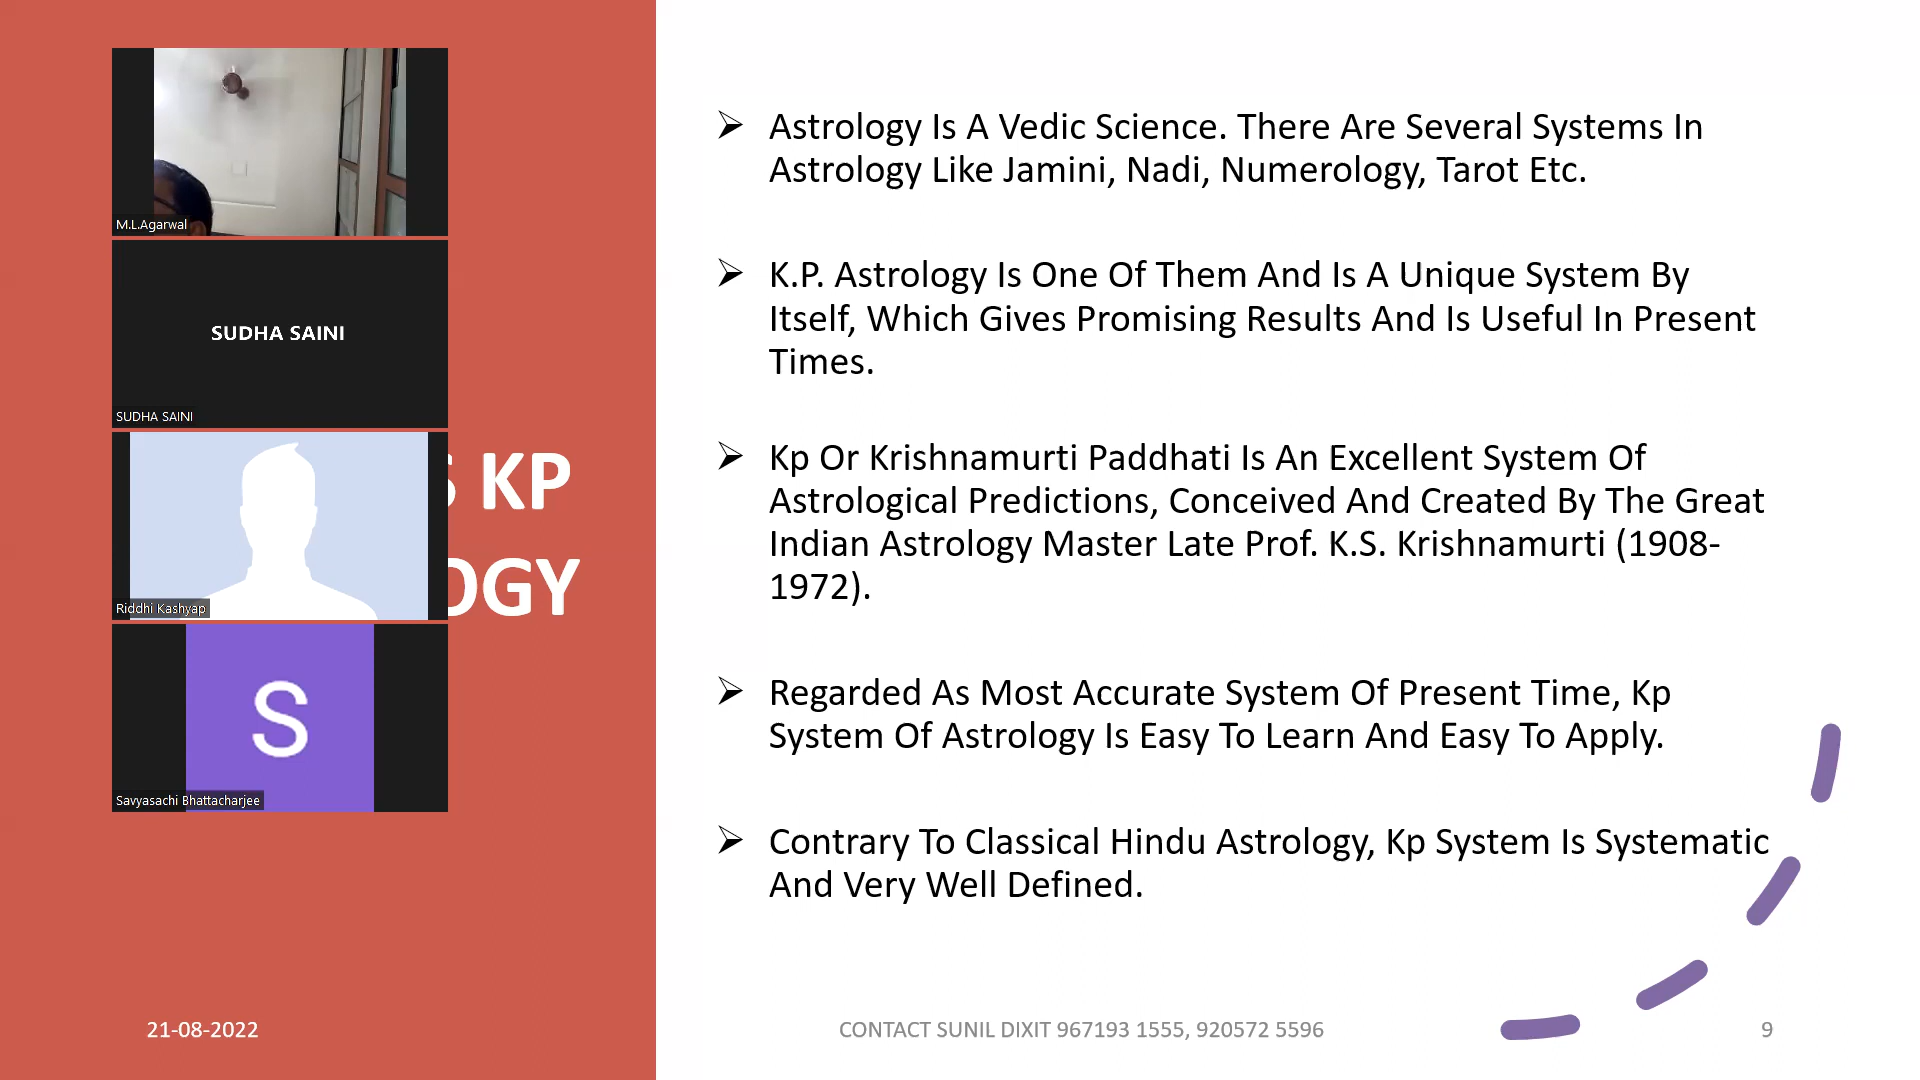 M.L.Agarwal
SUDHA SAINI
SUDHA SAINI
Riddhi Kashyap
S
Savyasachi Bhattacharjee
KP
OGY
21-08-2022
➢ Astrology Is A Vedic Science. There Are Several Systems In
Astrology Like Jamini, Nadi, Numerology, Tarot Etc.
➢ K.P. Astrology Is One Of Them And Is A Unique System By
Itself, Which Gives Promising Results And Is Useful In Present
Times.
➢ Kp Or Krishnamurti Paddhati Is An Excellent System Of
Astrological Predictions, Conceived And Created By The Great
Indian Astrology Master Late Prof. K.S. Krishnamurti (1908-
1972).
➢ Regarded As Most Accurate System Of Present Time, Kp
System Of Astrology Is Easy To Learn And Easy To Apply.
➢ Contrary To Classical Hindu Astrology, Kp System Is Systematic
And Very Well Defined.
CONTACT SUNIL DIXIT 967193 1555, 920572 5596
9